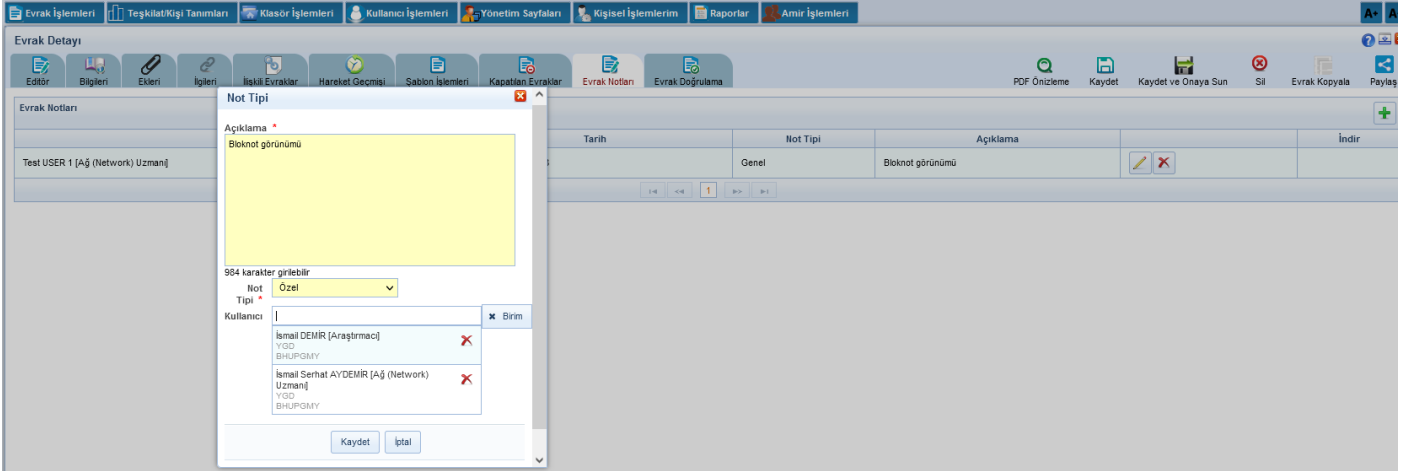 Evrak İşlemleri Teşkilat/Kişi Tanımları Klasör İşlemleri Kullanıcı İşlemleri Yönetim Sayfaları Kişisel İşlemlerim Raporlar Amir İşlemleri A+
Evrak Detayı
Editör Bilgileri Ekleri İlgileri İlişkili Evraklar Hareket Geçmişi Şablon İşlemleri Kapatılan Evraklar Evrak Notları Evrak Doğrulama PDF Önizleme Kaydet Kaydet ve Onaya Sun Sil Evrak Kopyala Paylaş
Evrak Notları
Tarih Not Tipi Açıklama İndir
Test USER 1 [Ağ (Network) Uzmanı] Genel Bloknot görünümü
1
Not Tipi
Açıklama *
Bloknot görünümü
984 karakter girilebilir
Not Tipi * Özel
Kullanıcı Birim
İsmail DEMİR [Araştırmacı]
YGD
BHUPGMY
İsmail Serhat AYDEMİR [Ağ (Network)
Uzmanı]
YGD
BHUPGMY
Kaydet İptal